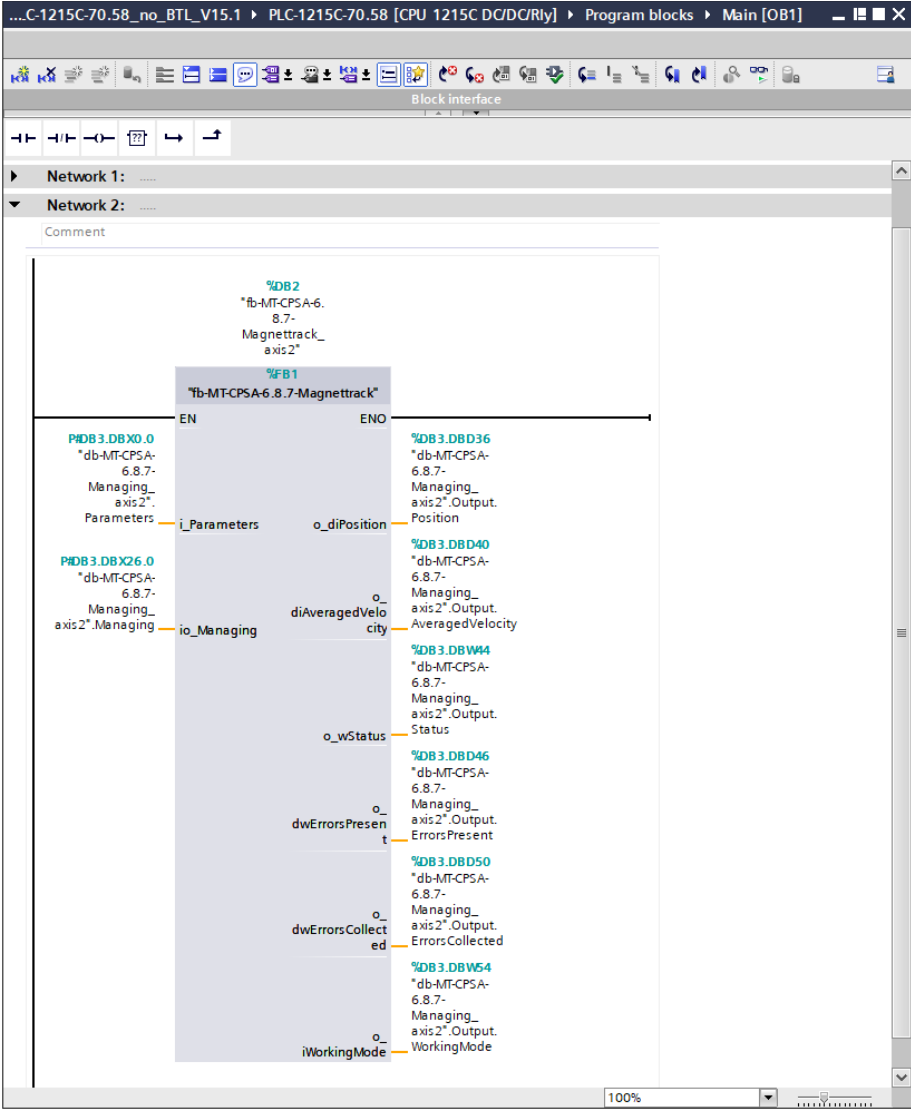 ...C-1215C-70.58_no_BTL_V15.1 ▸ PLC-1215C-70.58 [CPU 1215C DC/DC/Rly] ▸ Program blocks ▸ Main [OB1]
Block interface
??
Network 1: .....
Network 2: .....
Comment
%DB2
"fb-MT-CPSA-6.
8.7-
Magnettrack_
axis2"
%FB1
"fb-MT-CPSA-6.8.7-Magnettrack"
EN
ENO
P#DB3.DBX0.0
"db-MT-CPSA-
6.8.7-
Managing_
axis2".
Parameters
i_Parameters
P#DB3.DBX26.0
"db-MT-CPSA-
6.8.7-
Managing_
axis2".Managing
io_Managing
o_diPosition
%DB3.DBD36
"db-MT-CPSA-
6.8.7-
Managing_
axis2".Output.
Position
o_
diAveragedVelo
city
%DB3.DBD40
"db-MT-CPSA-
6.8.7-
Managing_
axis2".Output.
AveragedVelocity
o_wStatus
%DB3.DBW44
"db-MT-CPSA-
6.8.7-
Managing_
axis2".Output.
Status
o_
dwErrorsPresen
t
%DB3.DBD46
"db-MT-CPSA-
6.8.7-
Managing_
axis2".Output.
ErrorsPresent
o_
dwErrorsCollect
ed
%DB3.DBD50
"db-MT-CPSA-
6.8.7-
Managing_
axis2".Output.
ErrorsCollected
o_
iWorkingMode
%DB3.DBW54
"db-MT-CPSA-
6.8.7-
Managing_
axis2".Output.
WorkingMode
100%